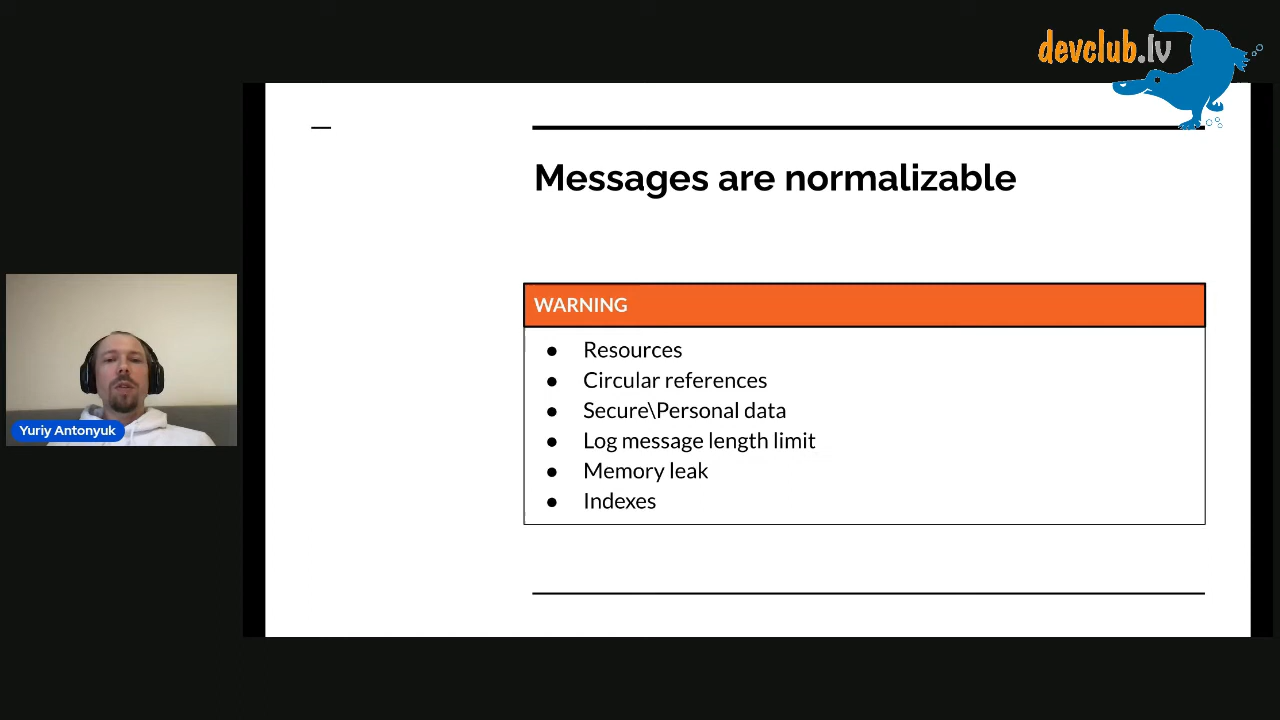 devclub.lv
Messages are normalizable
WARNING
● Resources
● Circular references
● Secure\Personal data
● Log message length limit
● Memory leak
● Indexes
Yuriy Antonyuk